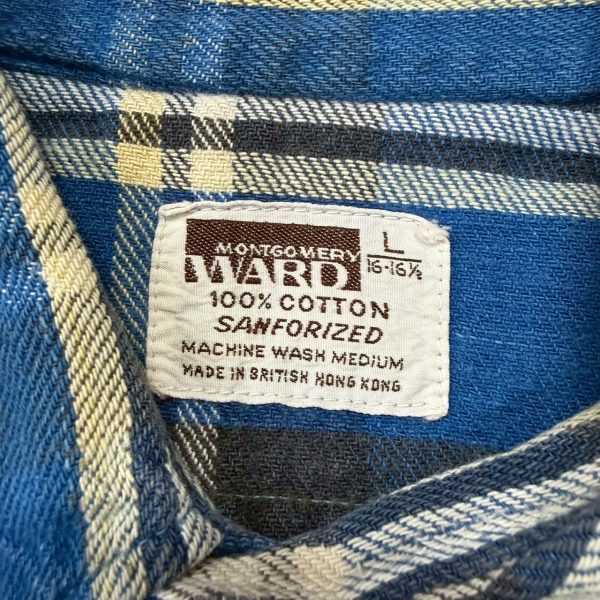 MONTGOMERY
WARD
L
16-16½
100% COTTON
SANFORIZED
MACHINE WASH MEDIUM
MADE IN BRITISH HONG KONG